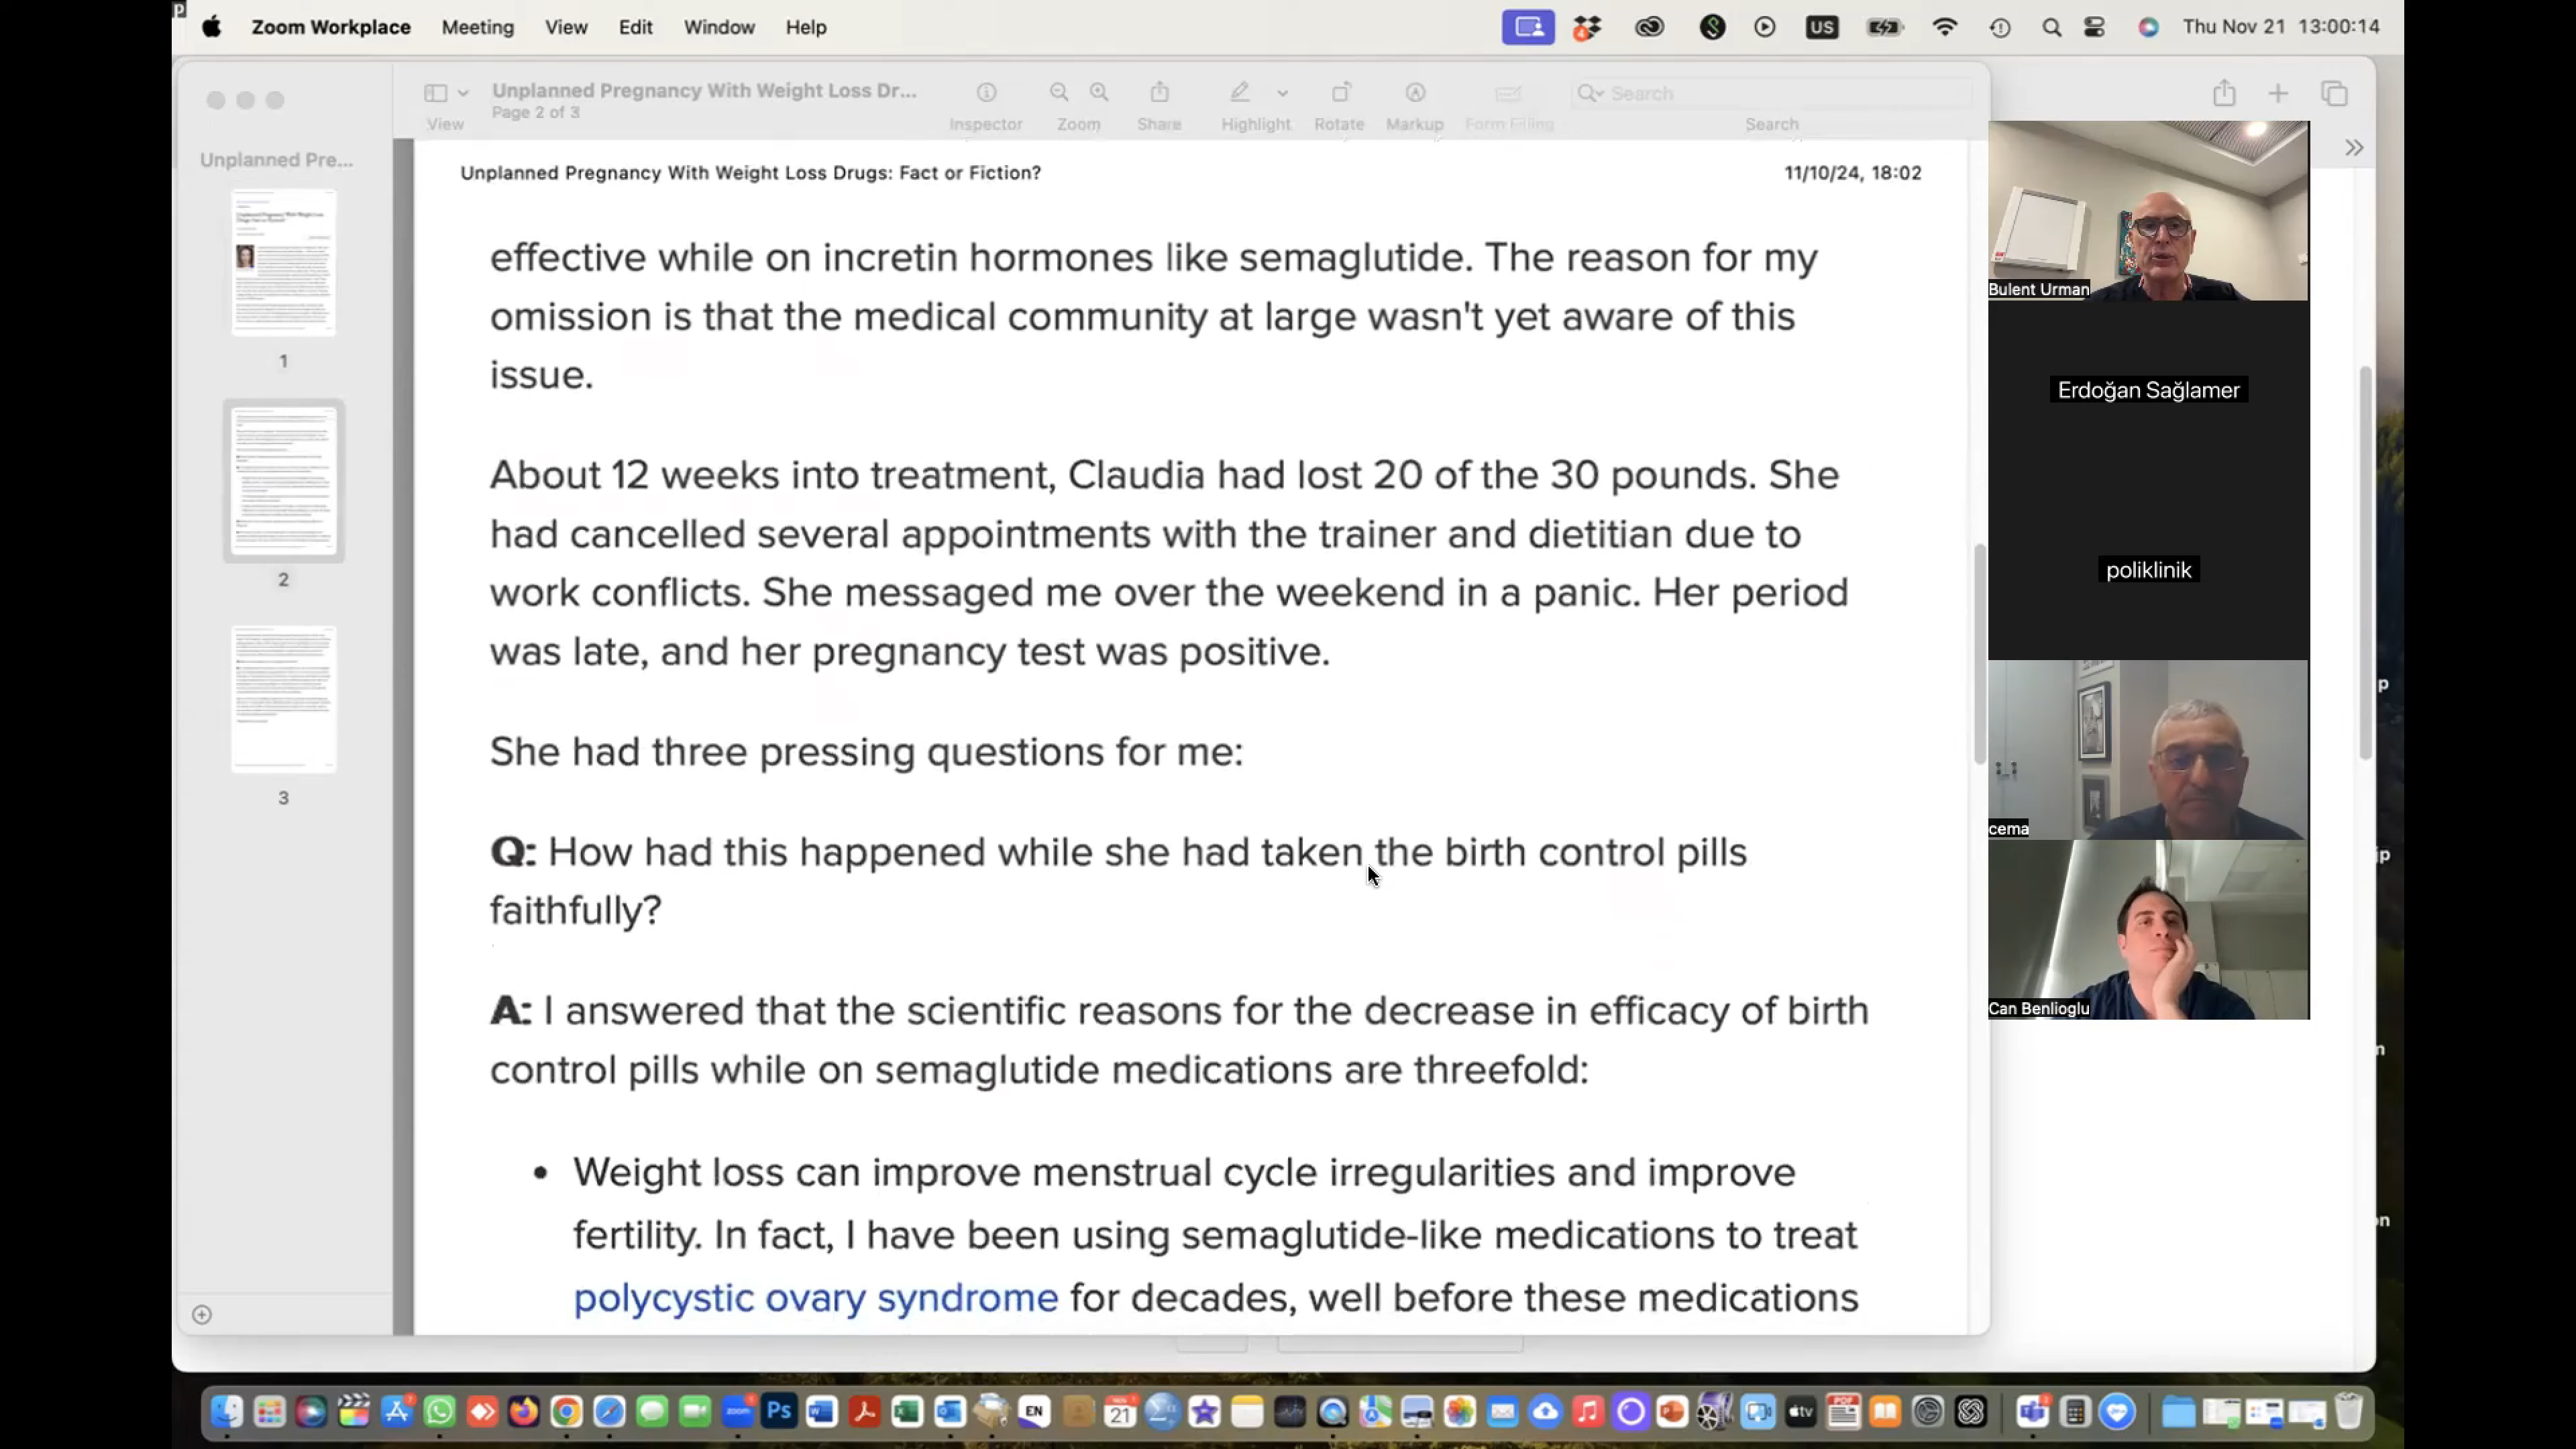 Zoom Workplace Meeting View Edit Window Help
4 US Thu Nov 21 13:00:14
Unplanned Pregnancy With Weight Loss Dr...
Page 2 of 3
View Inspector Zoom Share Highlight Rotate Markup Form Filling Search
Search
Unplanned Pre...
1
2
3
Unplanned Pregnancy With Weight Loss Drugs: Fact or Fiction? 11/10/24, 18:02
effective while on incretin hormones like semaglutide. The reason for my
omission is that the medical community at large wasn't yet aware of this
issue.
About 12 weeks into treatment, Claudia had lost 20 of the 30 pounds. She
had cancelled several appointments with the trainer and dietitian due to
work conflicts. She messaged me over the weekend in a panic. Her period
was late, and her pregnancy test was positive.
She had three pressing questions for me:
Q: How had this happened while she had taken the birth control pills
faithfully?
A: I answered that the scientific reasons for the decrease in efficacy of birth
control pills while on semaglutide medications are threefold:
• Weight loss can improve menstrual cycle irregularities and improve
fertility. In fact, I have been using semaglutide-like medications to treat
polycystic ovary syndrome for decades, well before these medications
Bulent Urman
Erdoğan Sağlamer
poliklinik
cema
Can Benlioglu
zoom Ps EN NOV 21 tv PDF